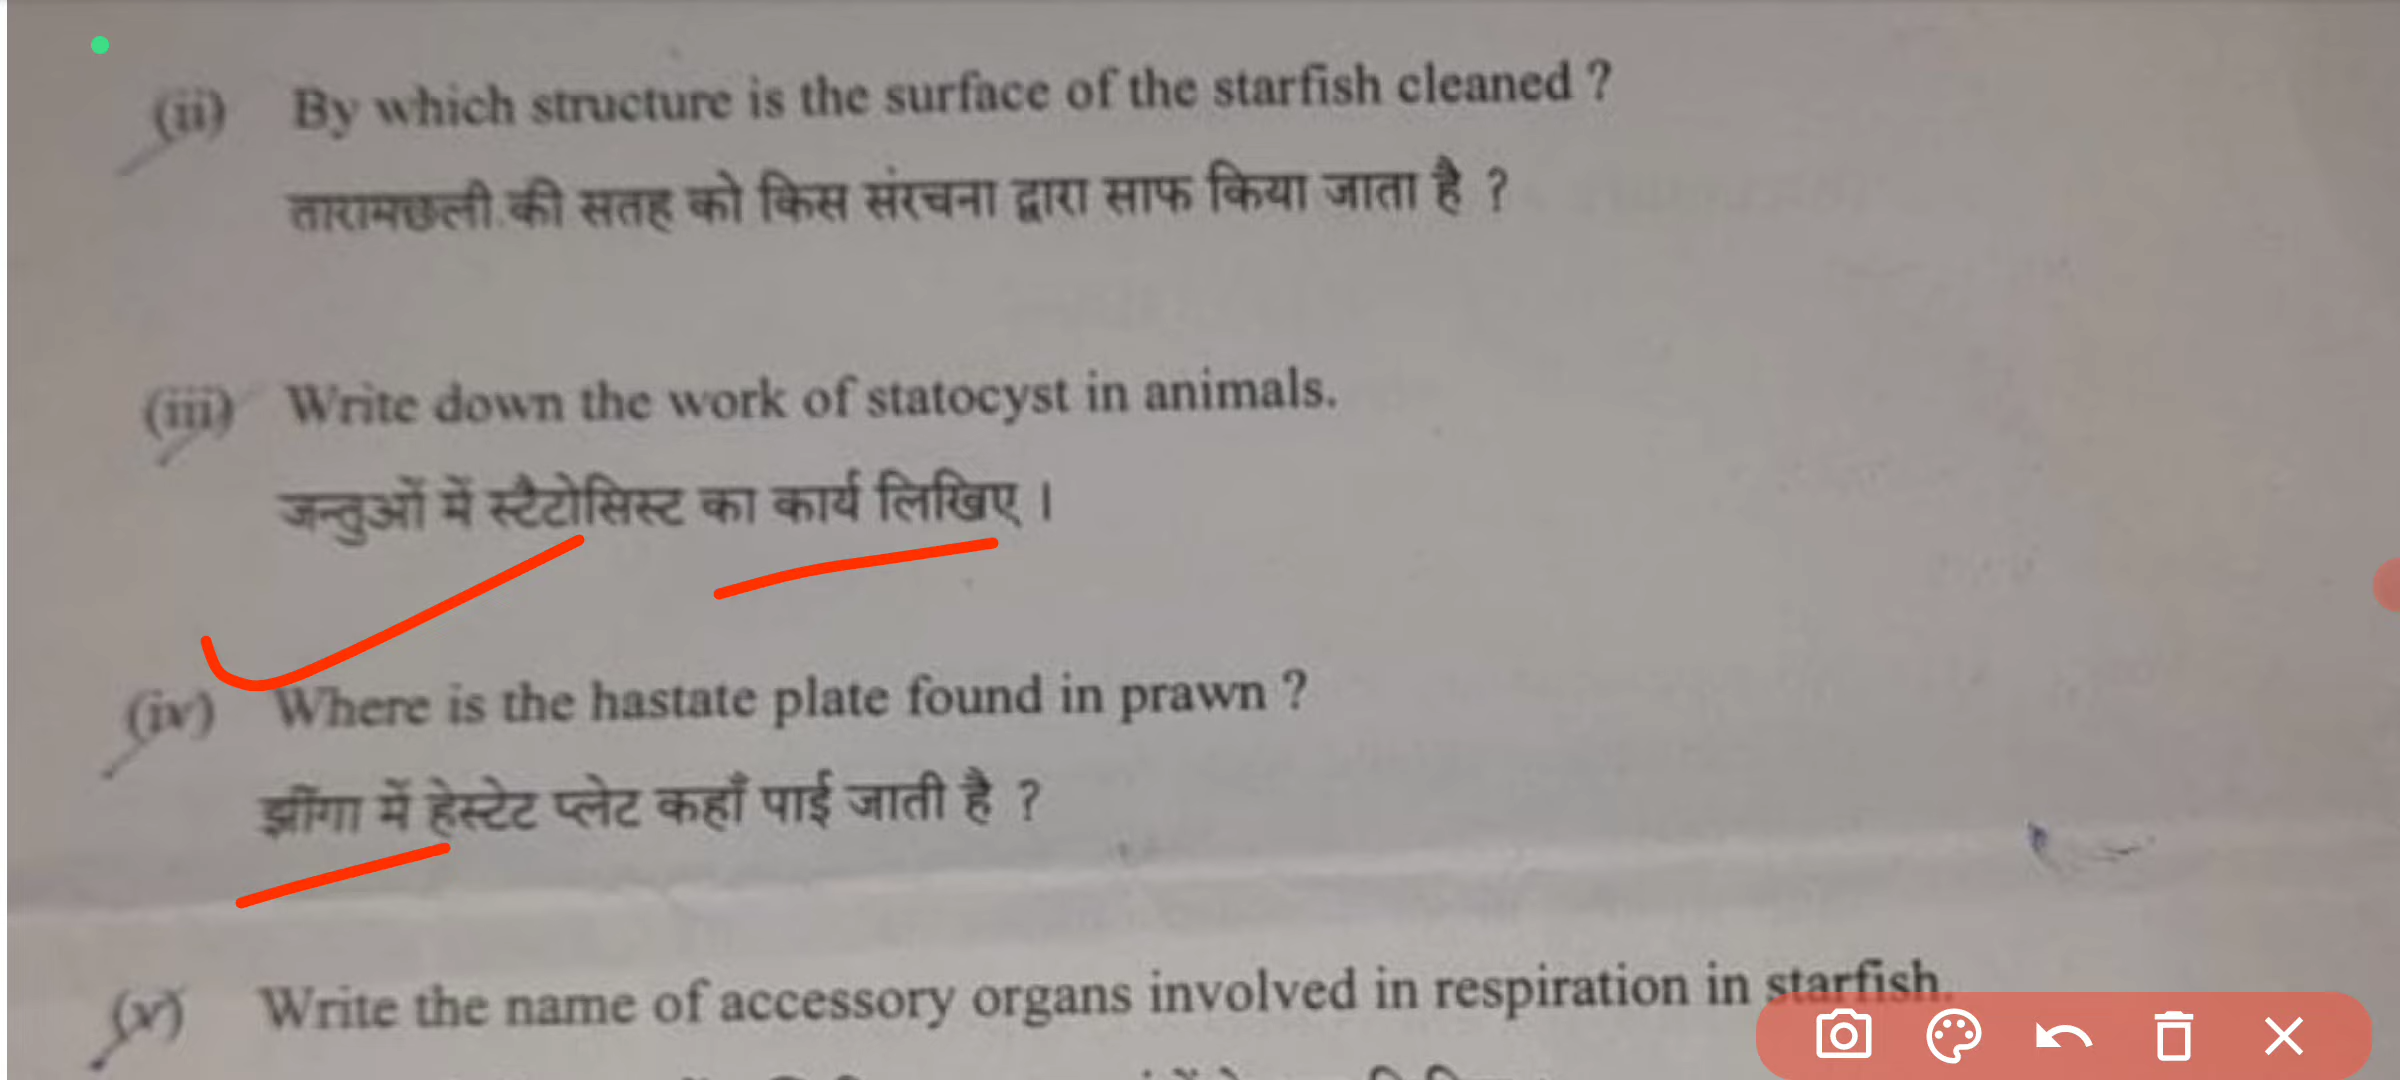 (ii) By which structure is the surface of the starfish cleaned ?
तारामछली की सतह को किस संरचना द्वारा साफ किया जाता है ?
(iii) Write down the work of statocyst in animals.
जन्तुओं में स्टैटोसिस्ट का कार्य लिखिए ।
(iv) Where is the hastate plate found in prawn ?
झींगा में हेस्टेट प्लेट कहाँ पाई जाती है ?
(v) Write the name of accessory organs involved in respiration in starfish.